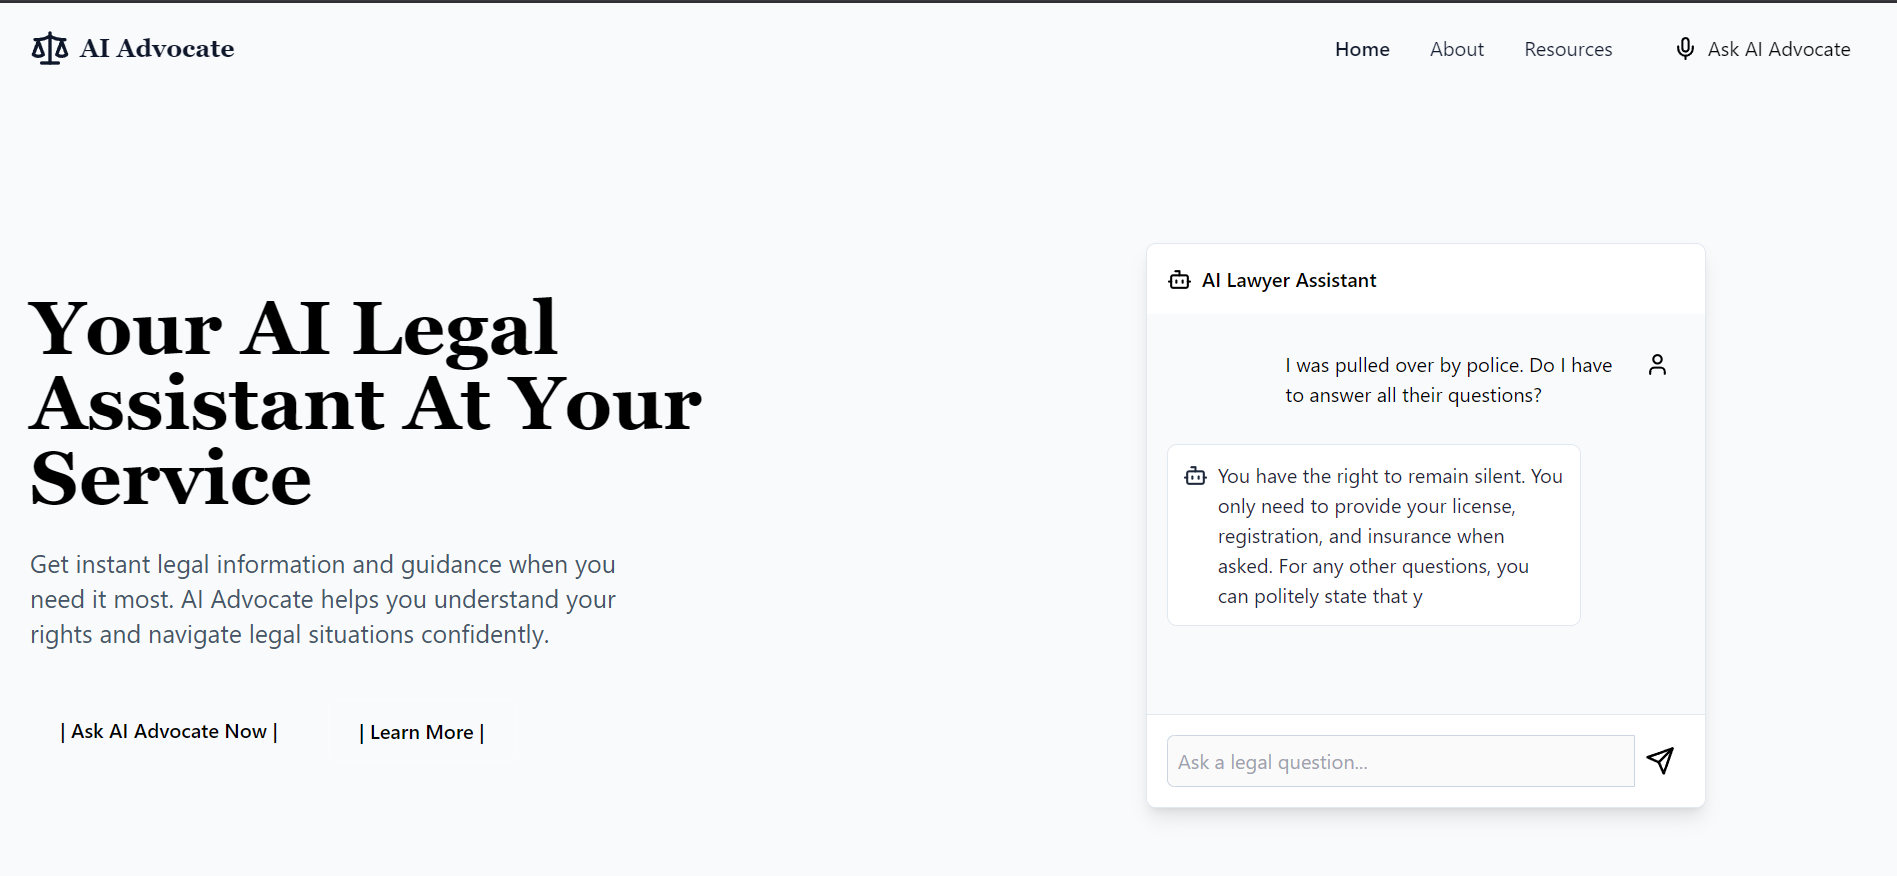 AI Advocate
Home
About
Resources
Ask AI Advocate
Your AI Legal
Assistant At Your
Service
Get instant legal information and guidance when you
need it most. AI Advocate helps you understand your
rights and navigate legal situations confidently.
| Ask AI Advocate Now |
| Learn More |
AI Lawyer Assistant
I was pulled over by police. Do I have
to answer all their questions?
You have the right to remain silent. You
only need to provide your license,
registration, and insurance when
asked. For any other questions, you
can politely state that y
Ask a legal question...